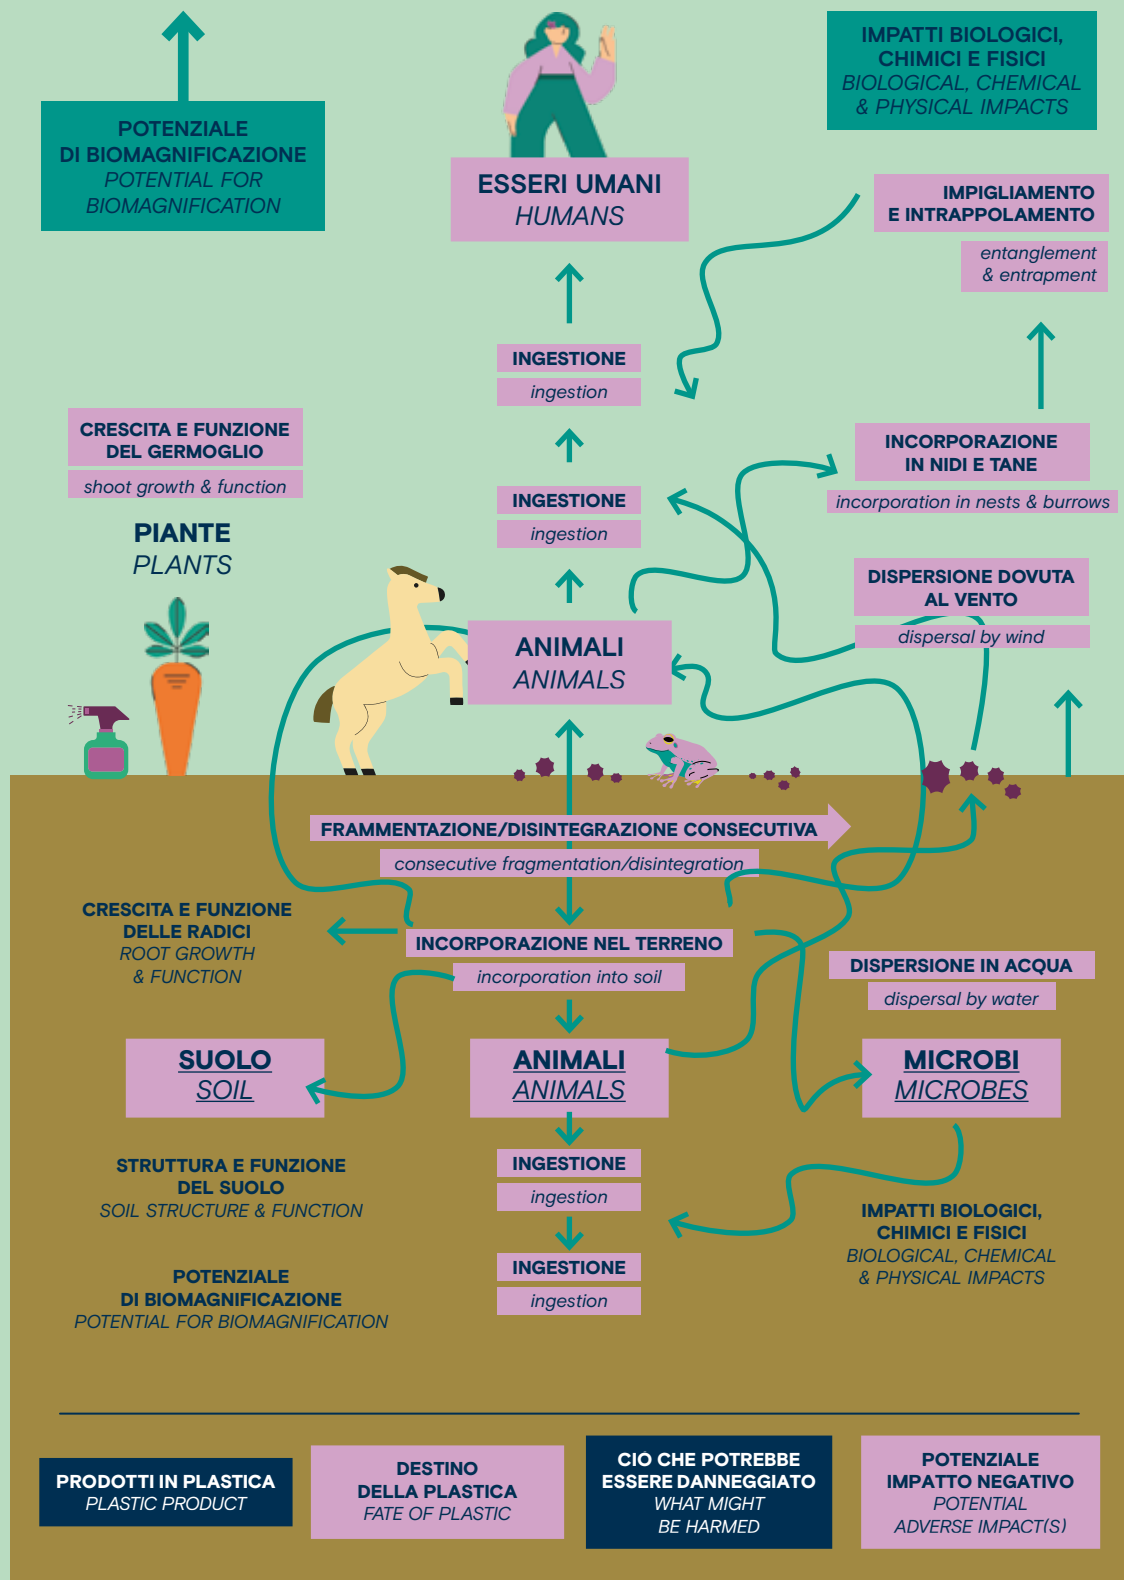 POTENZIALE
DI BIOMAGNIFICAZIONE
POTENTIAL FOR
BIOMAGNIFICATION
ESSERI UMANI
HUMANS
IMPATTI BIOLOGICI,
CHIMICI E FISICI
BIOLOGICAL, CHEMICAL
& PHYSICAL IMPACTS
IMPIGLIAMENTO
E INTRAPPOLAMENTO
entanglement
& entrapment
INGESTIONE
ingestion
CRESCITA E FUNZIONE
DEL GERMOGLIO
shoot growth & function
PIANTE
PLANTS
INGESTIONE
ingestion
INCORPORAZIONE
IN NIDI E TANE
incorporation in nests & burrows
DISPERSIONE DOVUTA
AL VENTO
dispersal by wind
ANIMALI
ANIMALS
FRAMMENTAZIONE/DISINTEGRAZIONE CONSECUTIVA
consecutive fragmentation/disintegration
CRESCITA E FUNZIONE
DELLE RADICI
ROOT GROWTH
& FUNCTION
INCORPORAZIONE NEL TERRENO
incorporation into soil
DISPERSIONE IN ACQUA
dispersal by water
SUOLO
SOIL
ANIMALI
ANIMALS
MICROBI
MICROBES
STRUTTURA E FUNZIONE
DEL SUOLO
SOIL STRUCTURE & FUNCTION
INGESTIONE
ingestion
INGESTIONE
ingestion
IMPATTI BIOLOGICI,
CHIMICI E FISICI
BIOLOGICAL, CHEMICAL
& PHYSICAL IMPACTS
POTENZIALE
DI BIOMAGNIFICAZIONE
POTENTIAL FOR BIOMAGNIFICATION
PRODOTTI IN PLASTICA
PLASTIC PRODUCT
DESTINO
DELLA PLASTICA
FATE OF PLASTIC
CIÒ CHE POTREBBE
ESSERE DANNEGGIATO
WHAT MIGHT
BE HARMED
POTENZIALE
IMPATTO NEGATIVO
POTENTIAL
ADVERSE IMPACT(S)